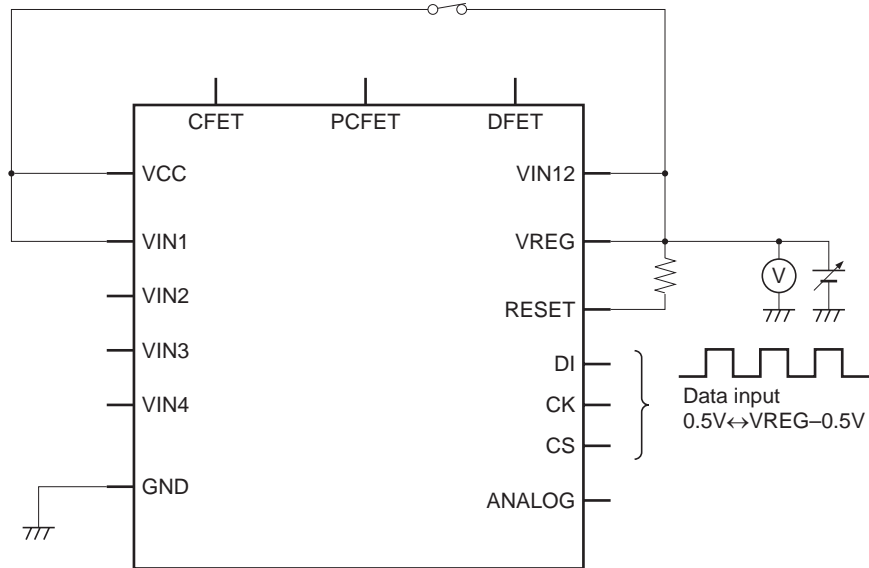 CFET PCFET DFET
VCC VIN12
VIN1 VREG
V
VIN2
RESET
VIN3
DI
Data input
VIN4 CK
0.5V↔VREG–0.5V
CS
GND
ANALOG